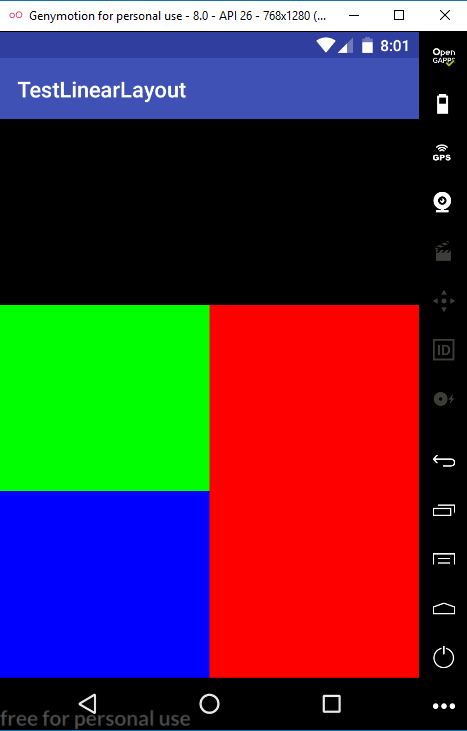 Genymotion for personal use - 8.0 - API 26 - 768x1280 (...
8:01
TestLinearLayout
Open
GAPPS
GPS
ID
free for personal use